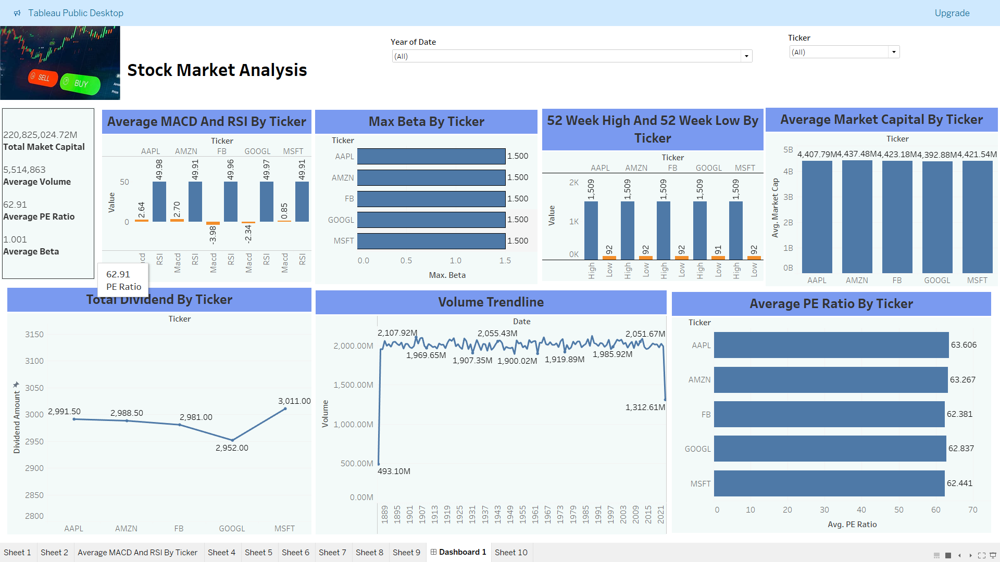 Tableau Public Desktop
Upgrade
SELL
BUY
Stock Market Analysis
Year of Date
(All)
Ticker
(All)
220,825,024.72M
Total Maket Capital
5,514,863
Average Volume
62.91
Average PE Ratio
1.001
Average Beta
62.91
PE Ratio
Average MACD And RSI By Ticker
Ticker
AAPL AMZN FB GOOGL MSFT
Value
50
0
2.64 49.98 2.70 49.91 -3.98 49.96 -2.34 49.97 0.85 49.91
RSI Macd RSI Macd RSI Macd RSI Macd RSI
Max Beta By Ticker
Ticker
AAPL 1.500
AMZN 1.500
FB 1.500
GOOGL 1.500
MSFT 1.500
0.0 0.5 1.0 1.5
Max. Beta
52 Week High And 52 Week Low By
Ticker
Ticker
AAPL AMZN FB GOOGL MSFT
Value
2K
1K
0K
1,509 92 1,509 92 1,509 92 1,509 91 1,509 92
High Low High Low High Low High Low High Low
Average Market Capital By Ticker
Ticker
Avg. Market Cap
5B
4B
3B
2B
1B
0B
4,407.79M 4,437.48M 4,423.18M 4,392.88M 4,421.54M
AAPL AMZN FB GOOGL MSFT
Total Dividend By Ticker
Ticker
Dividend Amount
3150
3100
3050
3000
2950
2900
2850
2800
2,991.50 2,988.50 2,981.00 2,952.00 3,011.00
AAPL AMZN FB GOOGL MSFT
Volume Trendline
Date
Volume
2,000.00M
1,500.00M
1,000.00M
500.00M
0.00M
2,107.92M 2,055.43M 2,051.67M
1,969.65M 1,907.35M 1,900.02M 1,919.89M 1,985.92M
1,312.61M
493.10M
1889 1895 1901 1907 1913 1919 1925 1931 1937 1943 1949 1955 1961 1967 1973 1979 1985 1991 1997 2003 2009 2015 2021
Average PE Ratio By Ticker
Ticker
AAPL 63.606
AMZN 63.267
FB 62.381
GOOGL 62.837
MSFT 62.441
0 10 20 30 40 50 60 70
Avg. PE Ratio
Sheet 1 Sheet 2 Average MACD And RSI By Ticker Sheet 4 Sheet 5 Sheet 6 Sheet 7 Sheet 8 Sheet 9 Dashboard 1 Sheet 10